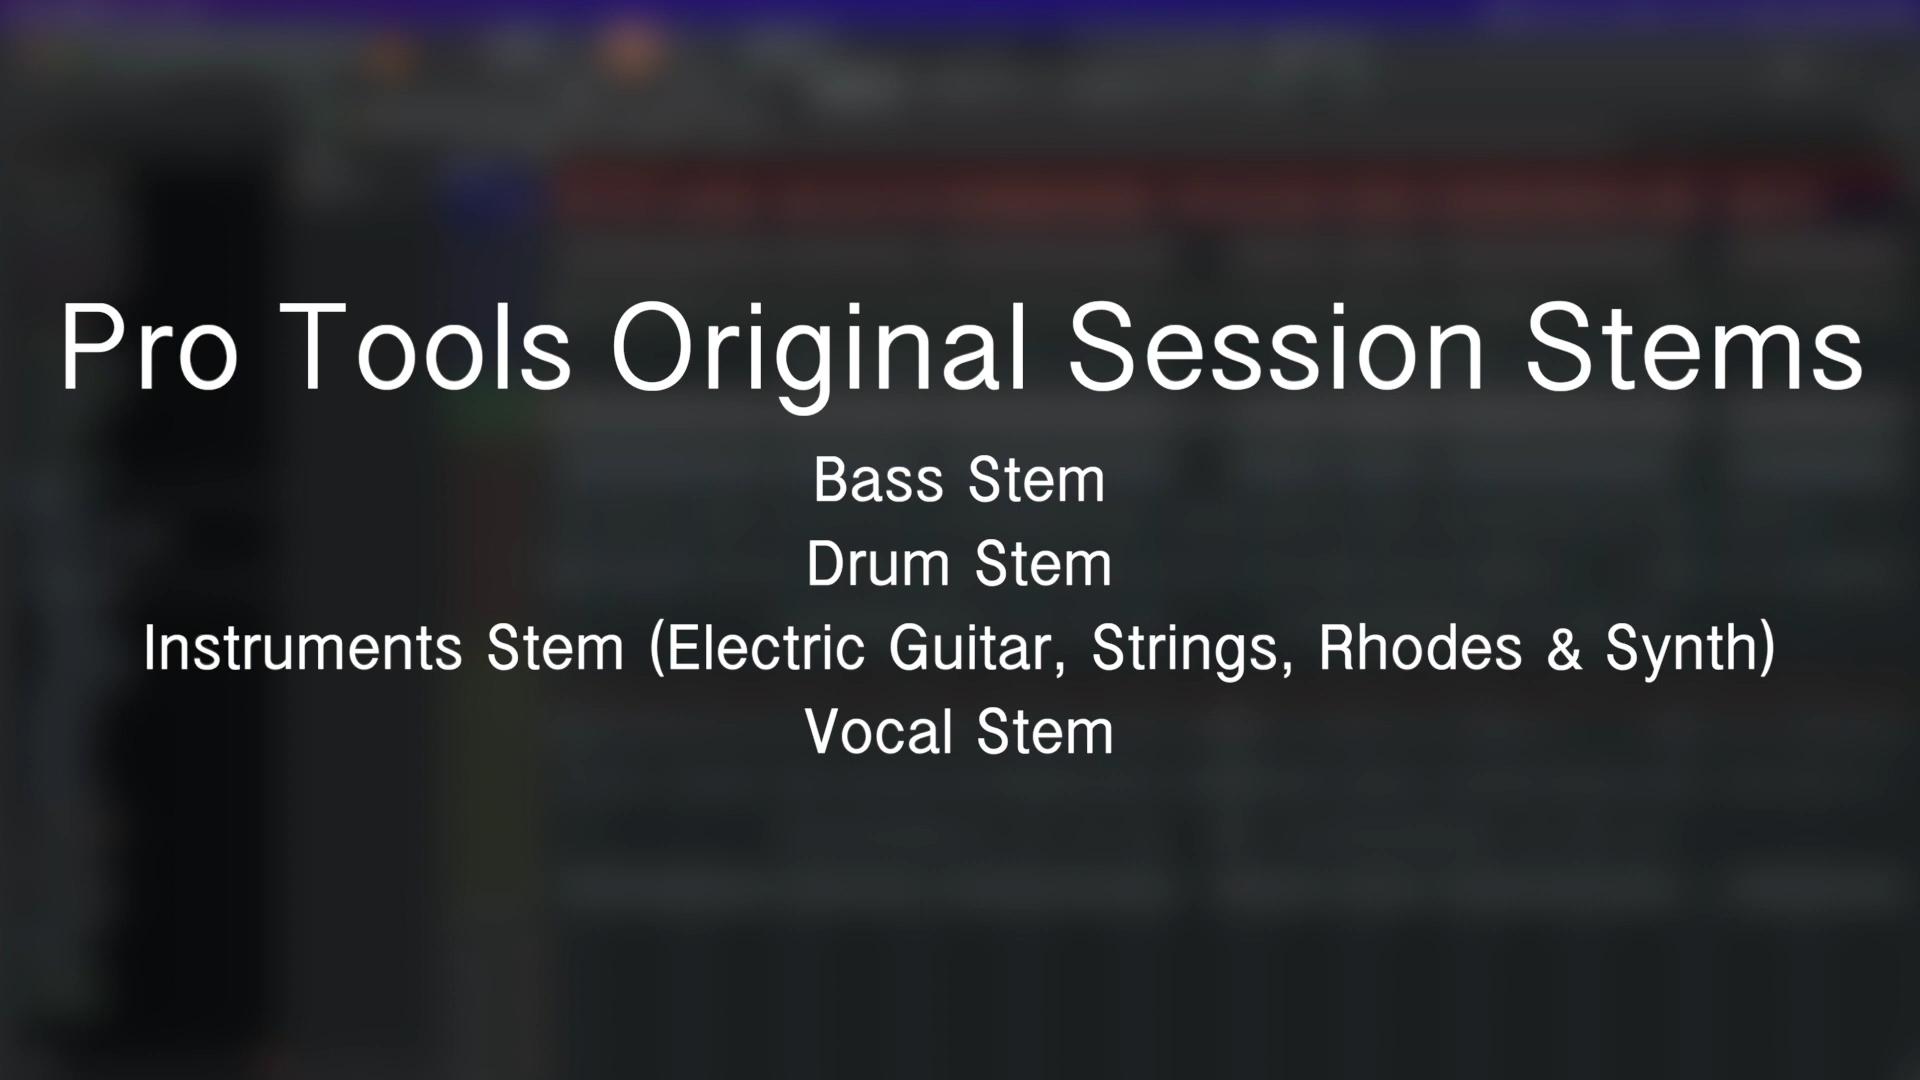 Pro Tools Original Session Stems
Bass Stem
Drum Stem
Instruments Stem (Electric Guitar, Strings, Rhodes & Synth)
Vocal Stem